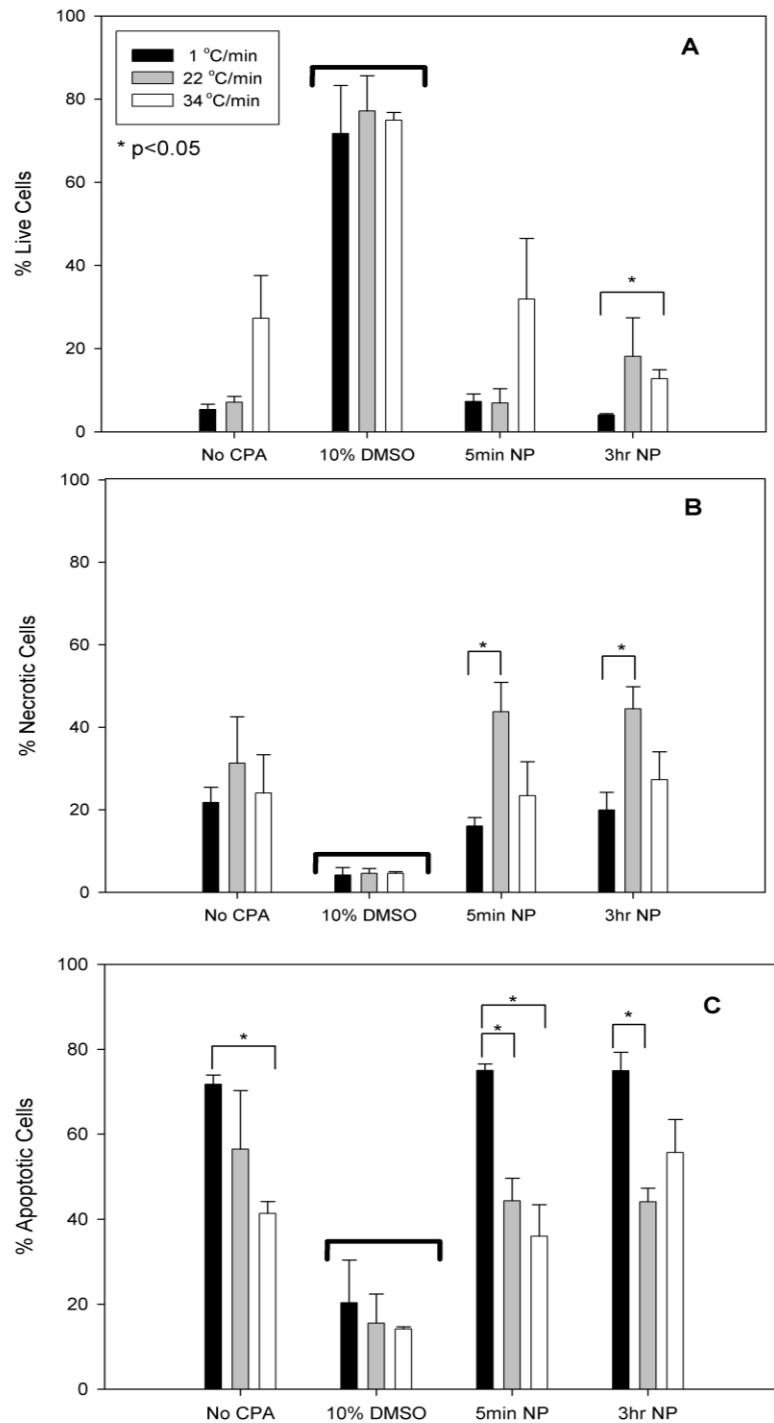 100
A
1 °C/min
22 °C/min
34 °C/min
* p<0.05
80
60
40
20
0
% Live Cells
*
No CPA 10% DMSO 5min NP 3hr NP
100
B
80
60
40
20
0
% Necrotic Cells
* *
No CPA 10% DMSO 5min NP 3hr NP
100
C
80
60
40
20
0
% Apoptotic Cells
* * * *
No CPA 10% DMSO 5min NP 3hr NP